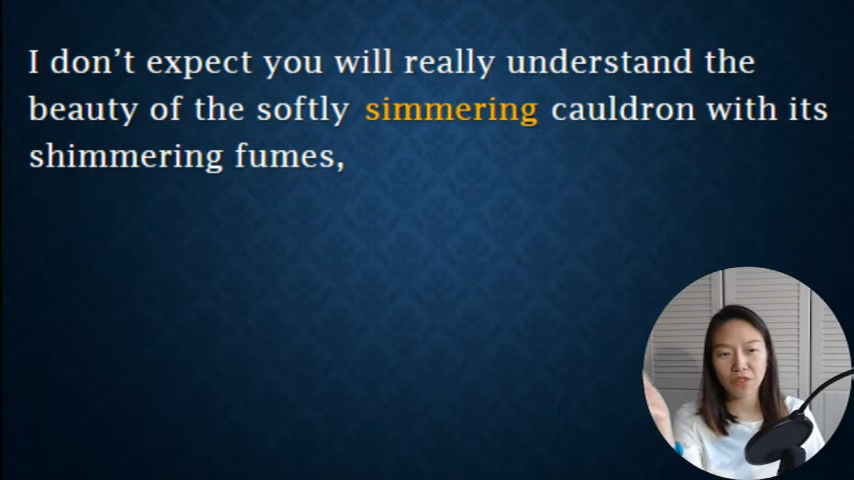 I don’t expect you will really understand the
beauty of the softly simmering cauldron with its
shimmering fumes,